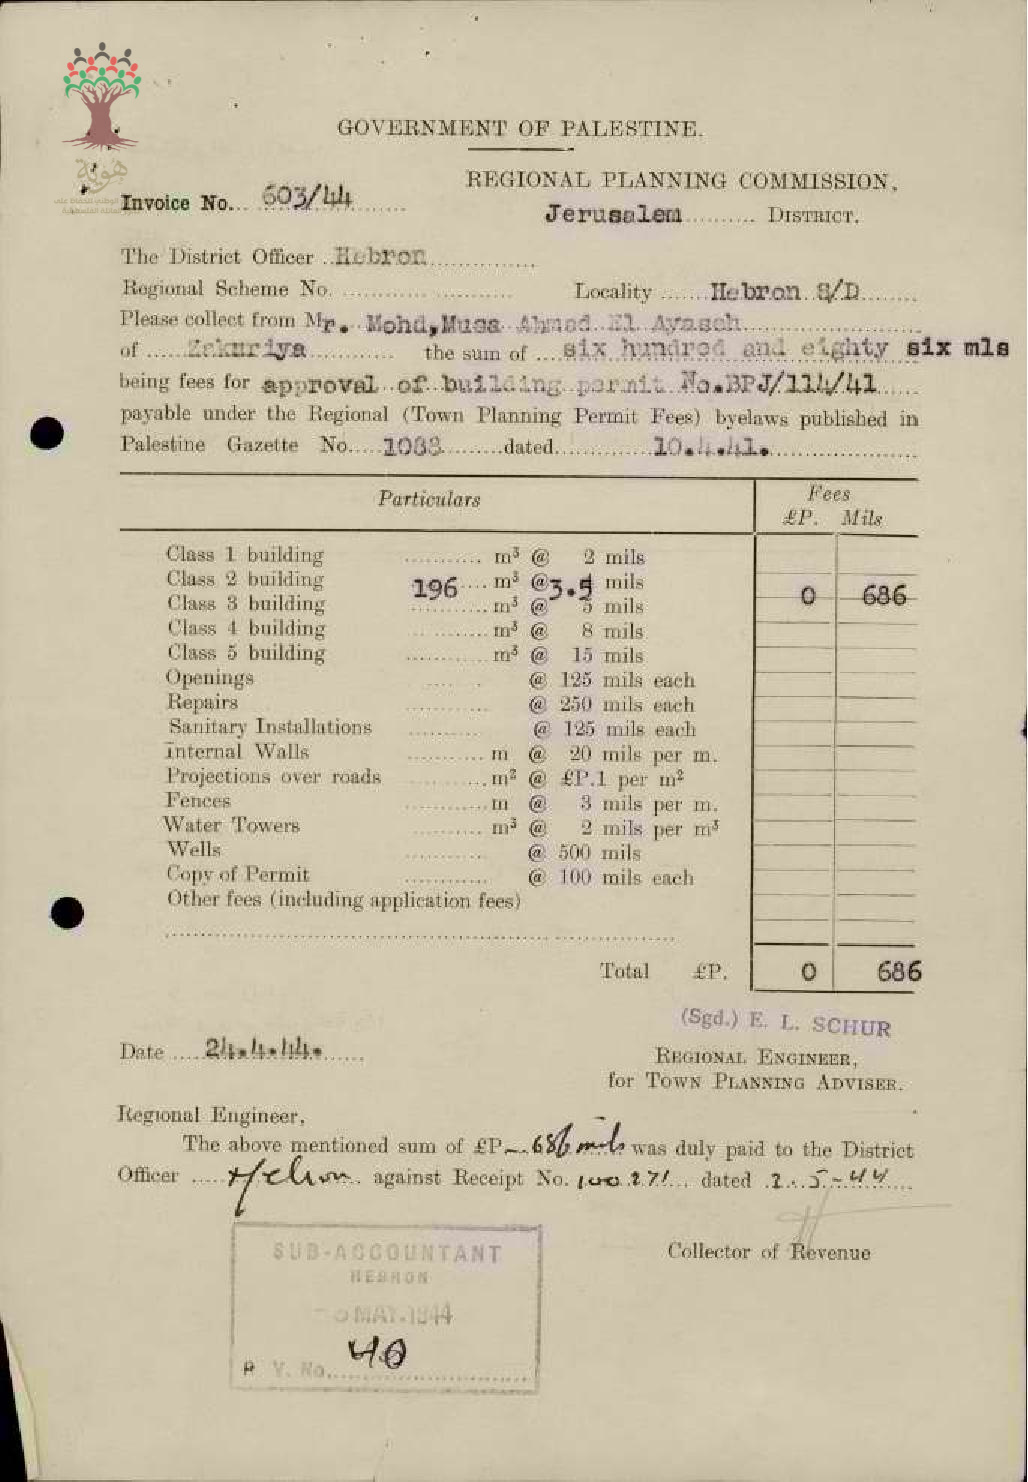 GOVERNMENT OF PALESTINE.
REGIONAL PLANNING COMMISSION,
Invoice No... 603/44
Jerusalem.......... DISTRICT.
هوية
The District Officer ..Hebron
Regional Scheme No. ............ Locality .......Hebron S/D........
Please collect from Mr. Mohd,Musa Ahmed El Ayaseh
of .....Zekuriya.......... the sum of ....six hundred and eighty six mls
being fees for approval of building permit No.BPJ/114/41
payable under the Regional (Town Planning Permit Fees) byelaws published in
Palestine Gazette No.....1088.........dated..............10.4.41.
Particulars Fees
£P. Mils
Class 1 building ............ m³ @ 2 mils
Class 2 building 196.... m³ @3.5 mils 0 686
Class 3 building ........... m³ @ 5 mils
Class 4 building ........... m³ @ 8 mils
Class 5 building ............ m³ @ 15 mils
Openings ........ @ 125 mils each
Repairs ............ @ 250 mils each
Sanitary Installations .......... @ 125 mils each
Internal Walls ............ m @ 20 mils per m.
Projections over roads ............ m² @ £P.1 per m²
Fences ............ m @ 3 mils per m.
Water Towers ........... m³ @ 2 mils per m³
Wells ............ @ 500 mils
Copy of Permit ............ @ 100 mils each
Other fees (including application fees)
Total £P. 0 686
(Sgd.) E. L. SCHUR
Date ....24.4.44.......
REGIONAL ENGINEER,
for TOWN PLANNING ADVISER.
Regional Engineer,
The above mentioned sum of £P—..686 mils was duly paid to the District
Officer .....Hebron.. against Receipt No. 100271... dated .2..5.-44....
Collector of Revenue
SUB-ACCOUNTANT
HEBRON
MAY.1944
40
R V. No.